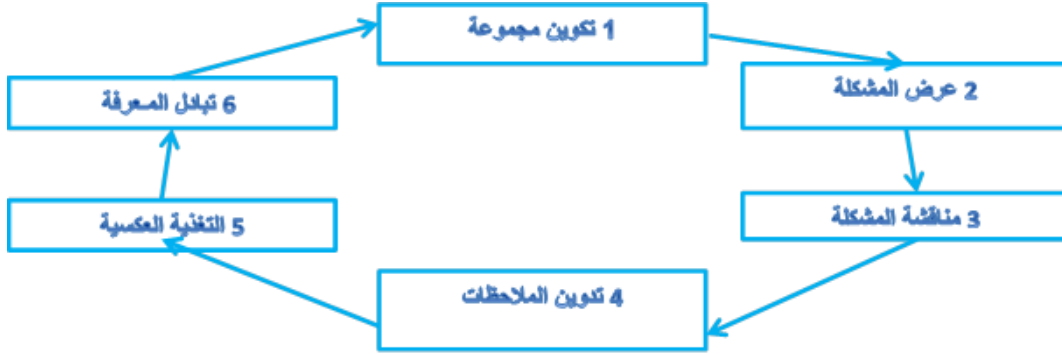 1 تكوين مجموعة
2 عرض المشكلة
3 مناقشة المشكلة
4 تدوين الملاحظات
5 التغذية العكسية
6 تبادل المعرفة